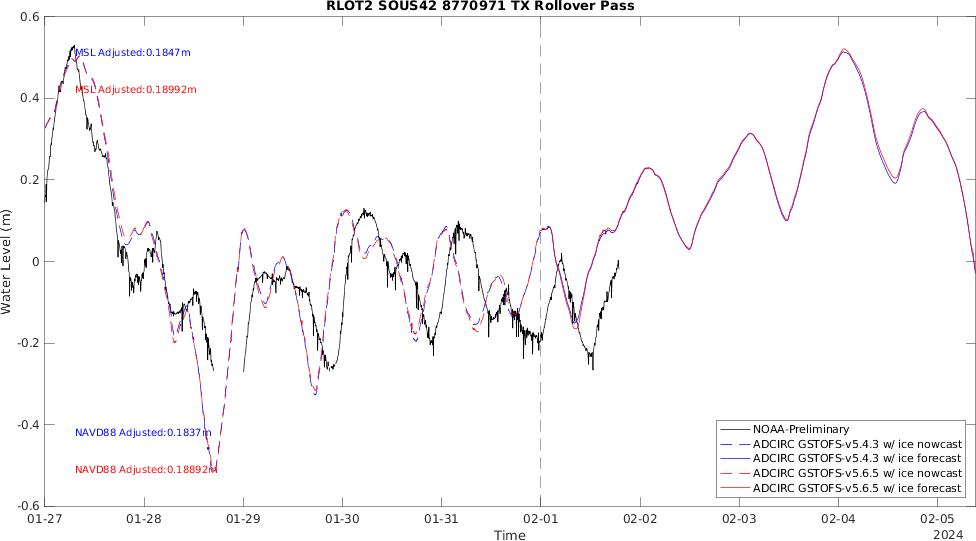 RLOT2 SOUS42 8770971 TX Rollover Pass
0.6
0.4
0.2
0
-0.2
-0.4
-0.6
Water Level (m)
MSL Adjusted:0.1847m
MSL Adjusted:0.18992m
NAVD88 Adjusted:0.1837m
NAVD88 Adjusted:0.18892m
NOAA-Preliminary
ADCIRC GSTOFS-v5.4.3 w/ ice nowcast
ADCIRC GSTOFS-v5.4.3 w/ ice forecast
ADCIRC GSTOFS-v5.6.5 w/ ice nowcast
ADCIRC GSTOFS-v5.6.5 w/ ice forecast
01-27 01-28 01-29 01-30 01-31 02-01 02-02 02-03 02-04 02-05
Time
2024